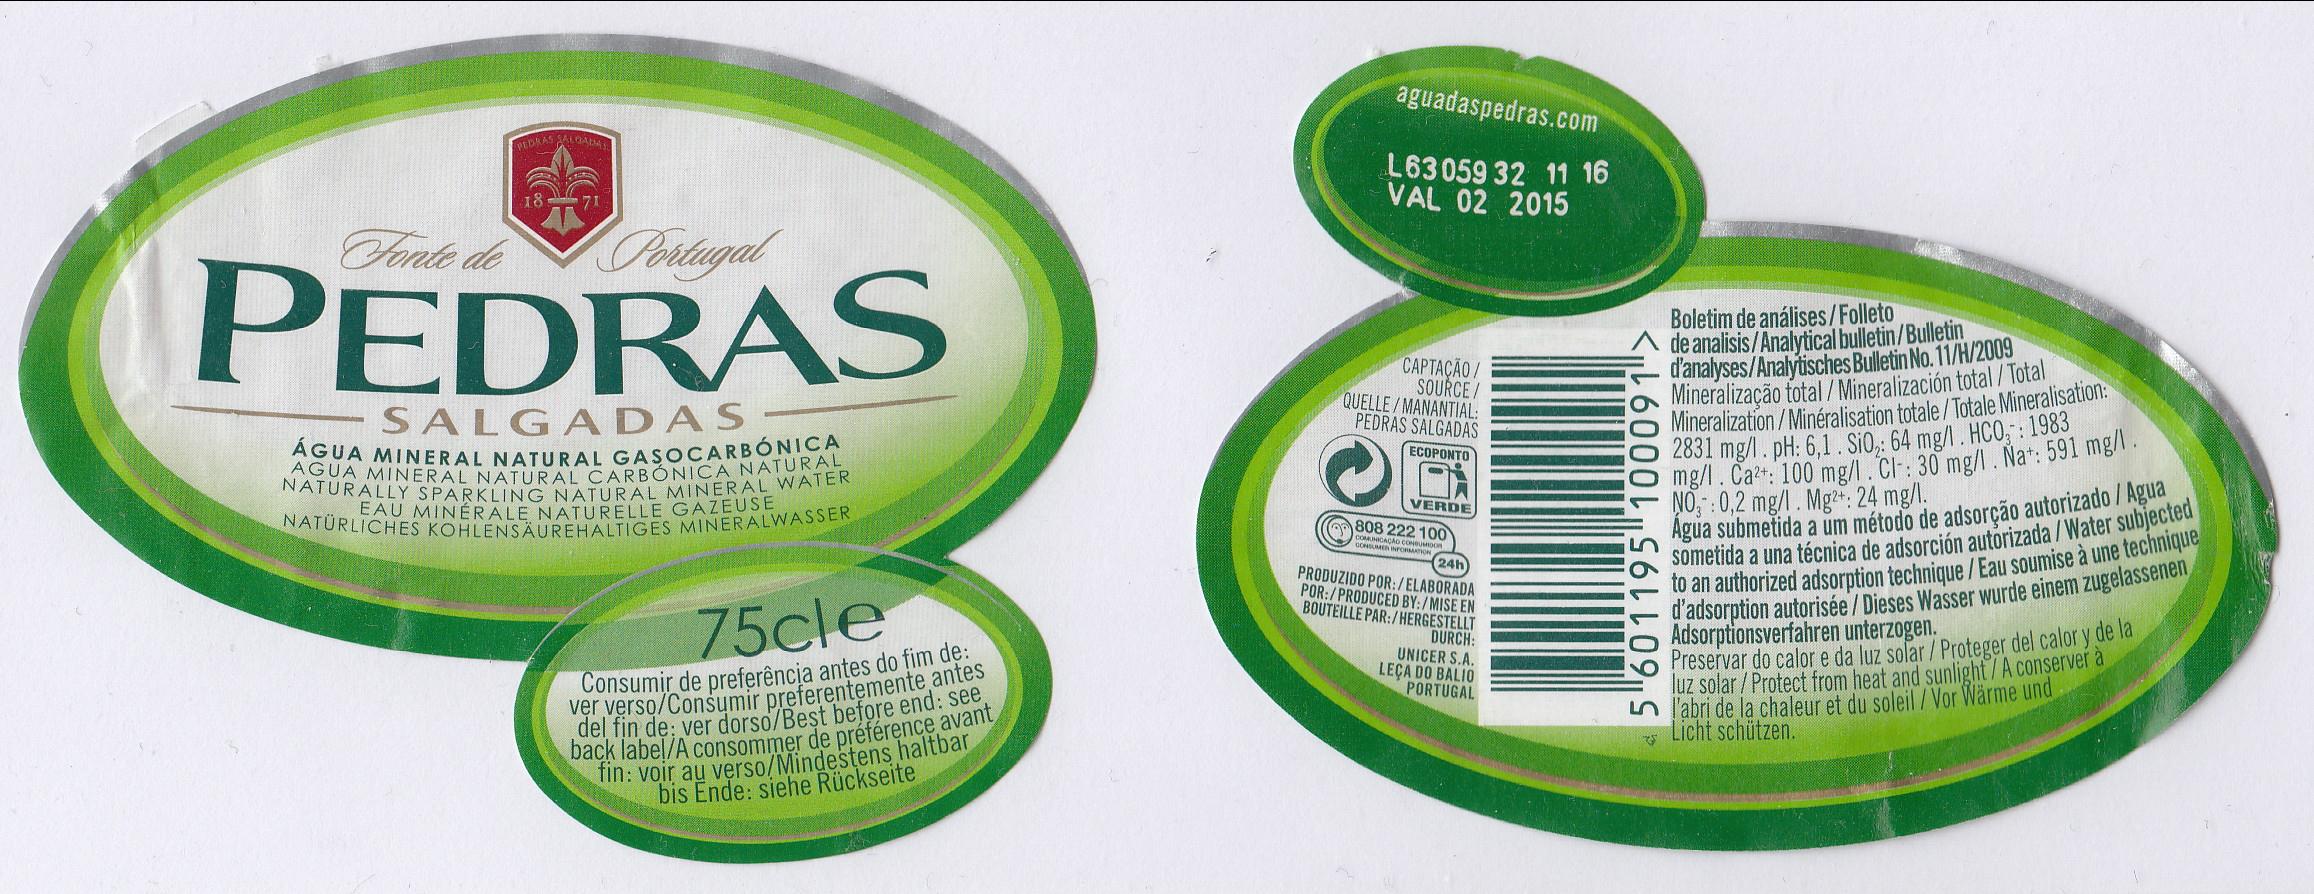 PEDRAS SALGADAS
18 71
Fonte de Portugal
PEDRAS
SALGADAS
ÁGUA MINERAL NATURAL GASOCARBÓNICA
AGUA MINERAL NATURAL CARBÓNICA NATURAL
NATURALLY SPARKLING NATURAL MINERAL WATER
EAU MINÉRALE NATURELLE GAZEUSE
NATÜRLICHES KOHLENSÄUREHALTIGES MINERALWASSER
75cl e
Consumir de preferência antes do fim de:
ver verso/Consumir preferentemente antes
del fin de: ver dorso/Best before end: see
back label/A consommer de préférence avant
fin: voir au verso/Mindestens haltbar
bis Ende: siehe Rückseite
aguadaspedras.com
L6305932 11 16
VAL 02 2015
CAPTAÇÃO /
SOURCE /
QUELLE / MANANTIAL:
PEDRAS SALGADAS
ECOPONTO
VERDE
808 222 100
COMUNICAÇÃO CONSUMIDOR
CONSUMER INFORMATION
24h
PRODUZIDO POR: / ELABORADA
POR: / PRODUCED BY: / MISE EN
BOUTEILLE PAR: / HERGESTELLT
DURCH:
UNICER S.A.
LEÇA DO BALIO
PORTUGAL
5 601195 100091 >
Boletim de análises / Folleto
de analisis / Analytical bulletin / Bulletin
d'analyses / Analytisches Bulletin No. 11/H/2009
Mineralização total / Mineralización total / Total
Mineralization / Minéralisation totale / Totale Mineralisation:
2831 mg/l . pH: 6,1 . SiO₂: 64 mg/l . HCO₃⁻: 1983
mg/l . Ca²⁺: 100 mg/l . Cl⁻: 30 mg/l . Na⁺: 591 mg/l .
NO₃⁻: 0,2 mg/l . Mg²⁺: 24 mg/l.
Água submetida a um método de adsorção autorizado / Agua
sometida a una técnica de adsorción autorizada / Water subjected
to an authorized adsorption technique / Eau soumise à une technique
d'adsorption autorisée / Dieses Wasser wurde einem zugelassenen
Adsorptionsverfahren unterzogen.
Preservar do calor e da luz solar / Proteger del calor y de la
luz solar / Protect from heat and sunlight / A conserver à
l'abri de la chaleur et du soleil / Vor Wärme und
Licht schützen.